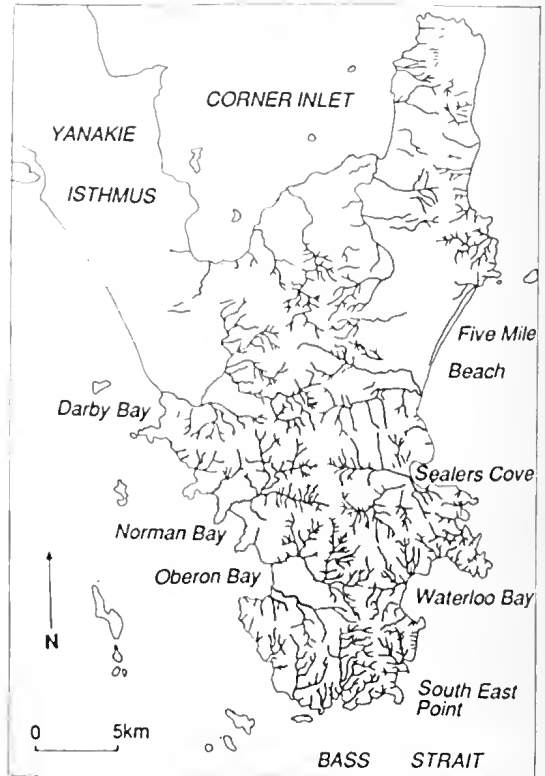 CORNER INLET
YANAKIE
ISTHMUS
Five Mile
Beach
Darby Bay
Sealers Cove
Norman Bay
Oberon Bay
Waterloo Bay
N
South East
Point
0 5km
BASS STRAIT